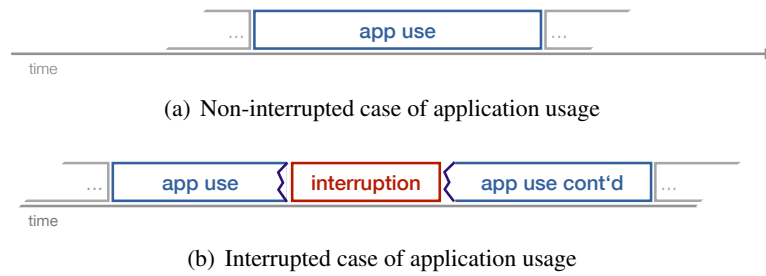 ... app use ...
time
(a) Non-interrupted case of application usage
... app use interruption app use cont‘d ...
time
(b) Interrupted case of application usage